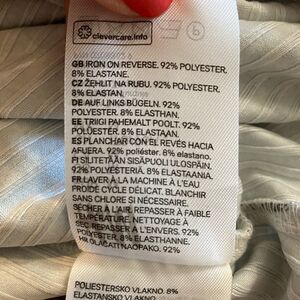 clevercare.info
GB IRON ON REVERSE. 92% POLYESTER,
8% ELASTANE.
CZ ŽEHLIT NA RUBU. 92% POLYESTER,
8% ELASTAN.
DE AUF LINKS BÜGELN. 92%
POLYESTER, 8% ELASTHAN.
EE TRIIGI PAHEMALT POOLT. 92%
POLÜESTER, 8% ELASTAAN.
ES PLANCHAR CON EL REVÉS HACIA
AFUERA. 92% poliéster. 8% elastano.
FI SILITETÄÄN SISÄPUOLI ULOSPÄIN.
92% POLYESTERIÄ, 8% ELASTAANIA.
FR LAVER À LA MACHINE À L'EAU
FROIDE CYCLE DÉLICAT. BLANCHIR
SANS CHLORE SI NÉCESSAIRE.
SÉCHER À L'AIR. REPASSER À FAIBLE
TEMPÉRATURE. NETTOYAGE À
SEC. REPASSER À L'ENVERS. 92%
POLYESTER, 8% ELASTHANNE.
POLIESTERSKO VLAKNO, 8%
ELASTANSKO VLAKNO.